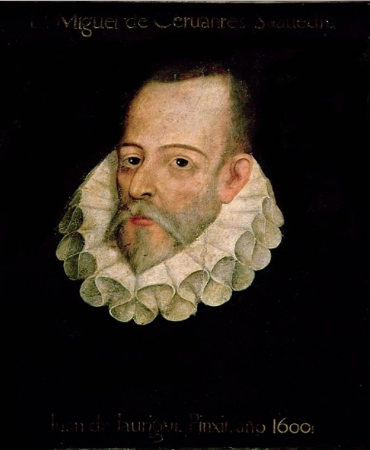 Miguel de Ceruantes Saauedra
Iuan de Iaurigui Pinxit. año 1600.